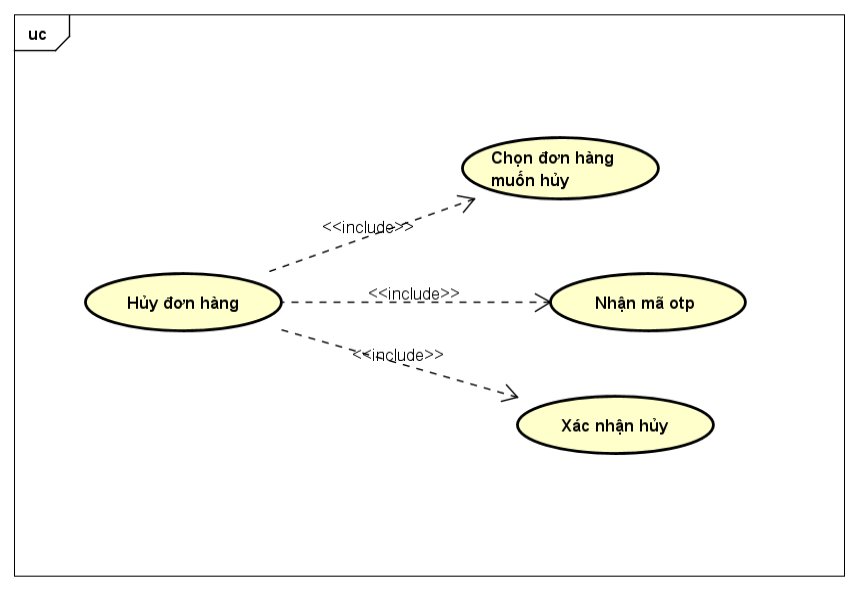 uc
Chọn đơn hàng
muốn hủy
<<include>>
Hủy đơn hàng
<<include>>
Nhận mã otp
<<include>>
Xác nhận hủy